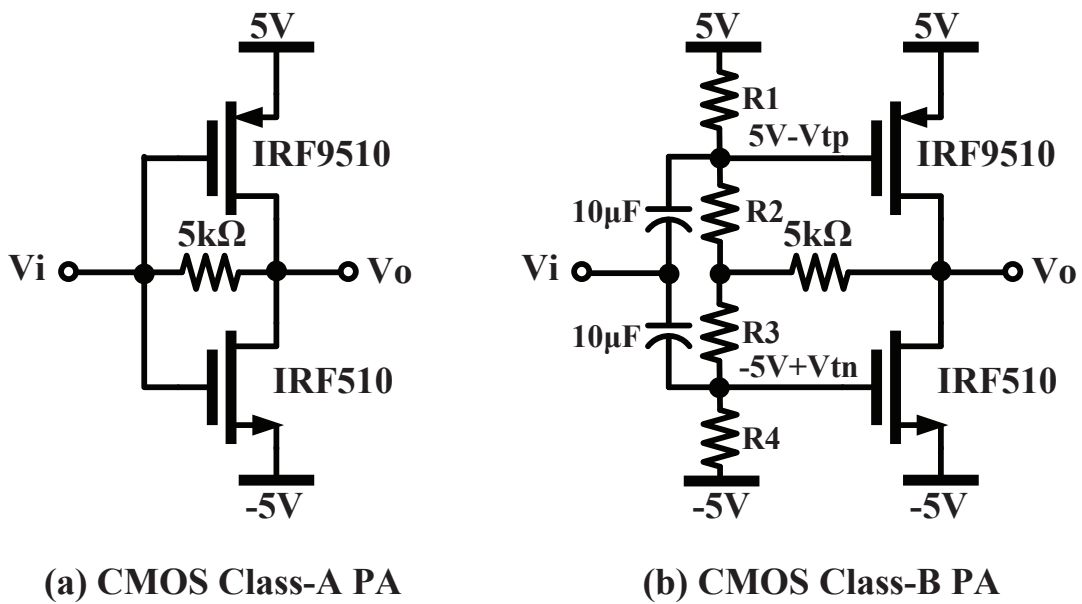 5V
IRF9510
5kΩ
Vi
Vo
IRF510
-5V
(a) CMOS Class-A PA
5V
5V
R1
5V-Vtp
IRF9510
10μF
R2
5kΩ
Vi
Vo
10μF
R3
-5V+Vtn
IRF510
R4
-5V
-5V
(b) CMOS Class-B PA